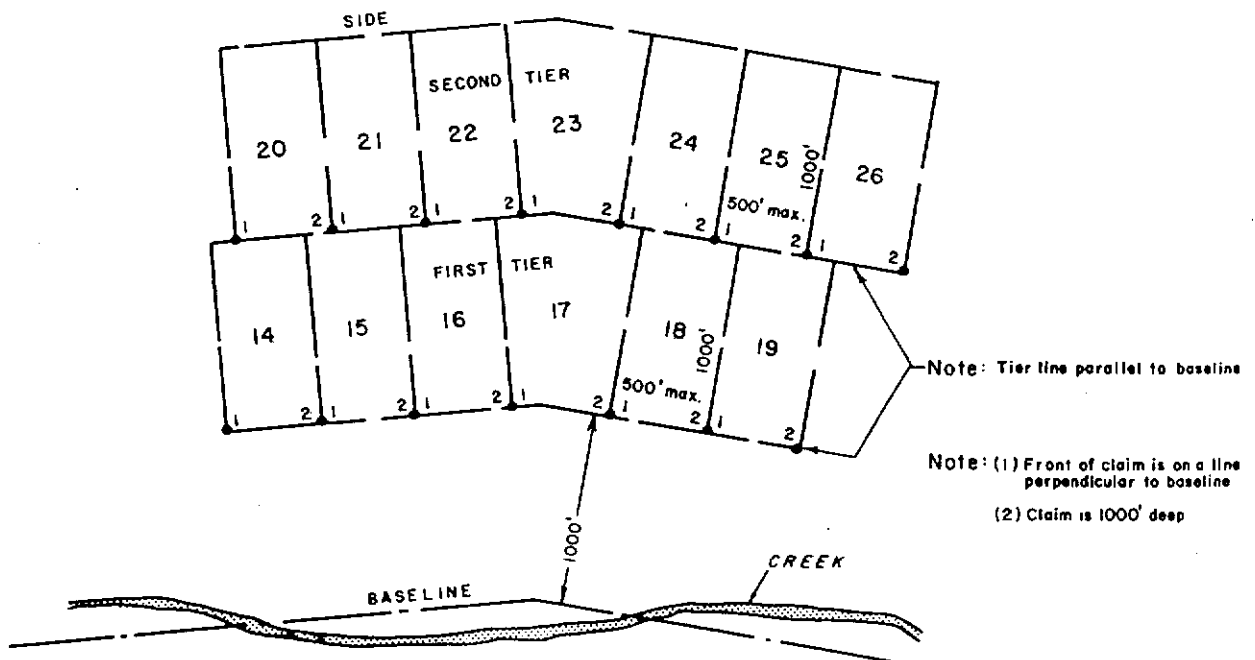 SIDE
SECOND TIER
20 21 22 23 24 25 26
1000'
500' max.
1 2 1 2 1 2 1 2 1 2 1 2 1 2
FIRST TIER
14 15 16 17 18 19
1000'
500' max.
1 2 1 2 1 2 1 2 1 2 1 2
Note: Tier line parallel to baseline
Note: (1) Front of claim is on a line
perpendicular to baseline
(2) Claim is 1000' deep
1000'
CREEK
BASELINE